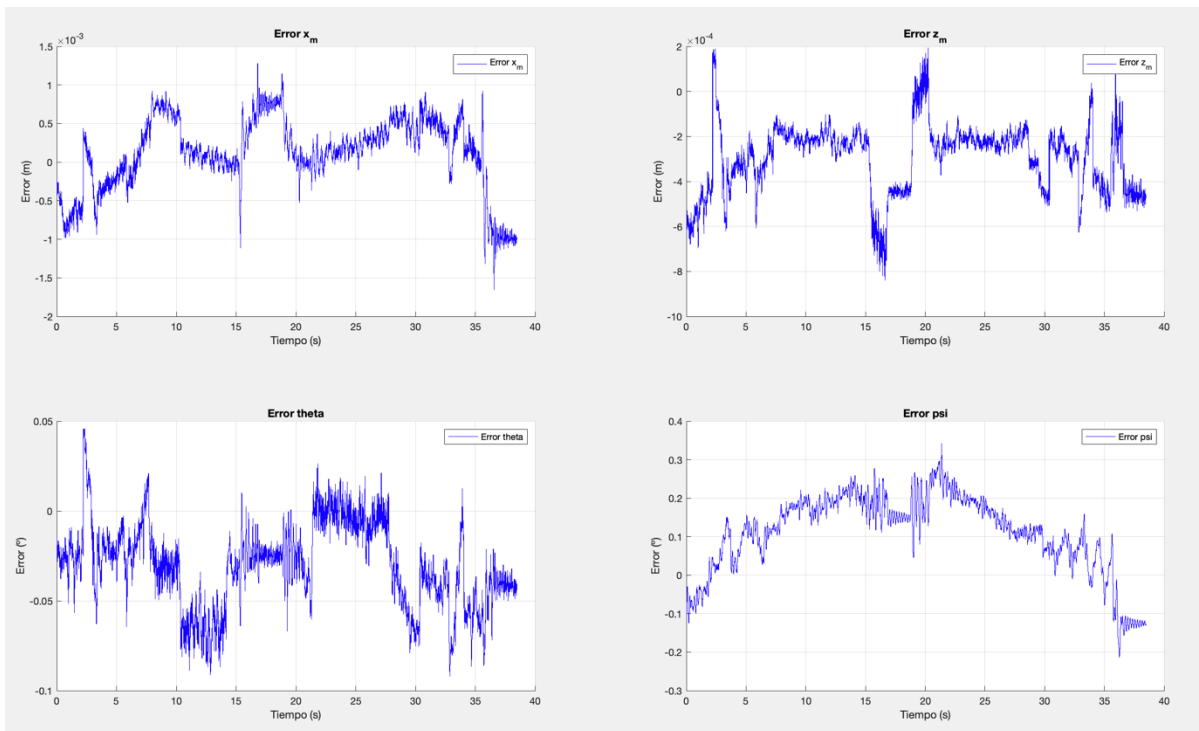 Error x_m
×10^-3
Error x_m
1.5
1
0.5
0
-0.5
-1
-1.5
-2
Error (m)
0 5 10 15 20 25 30 35 40
Tiempo (s)
Error z_m
×10^-4
Error z_m
2
0
-2
-4
-6
-8
-10
Error (m)
0 5 10 15 20 25 30 35 40
Tiempo (s)
Error theta
Error theta
0.05
0
-0.05
-0.1
Error (º)
0 5 10 15 20 25 30 35 40
Tiempo (s)
Error psi
Error psi
0.4
0.3
0.2
0.1
0
-0.1
-0.2
-0.3
Error (º)
0 5 10 15 20 25 30 35 40
Tiempo (s)